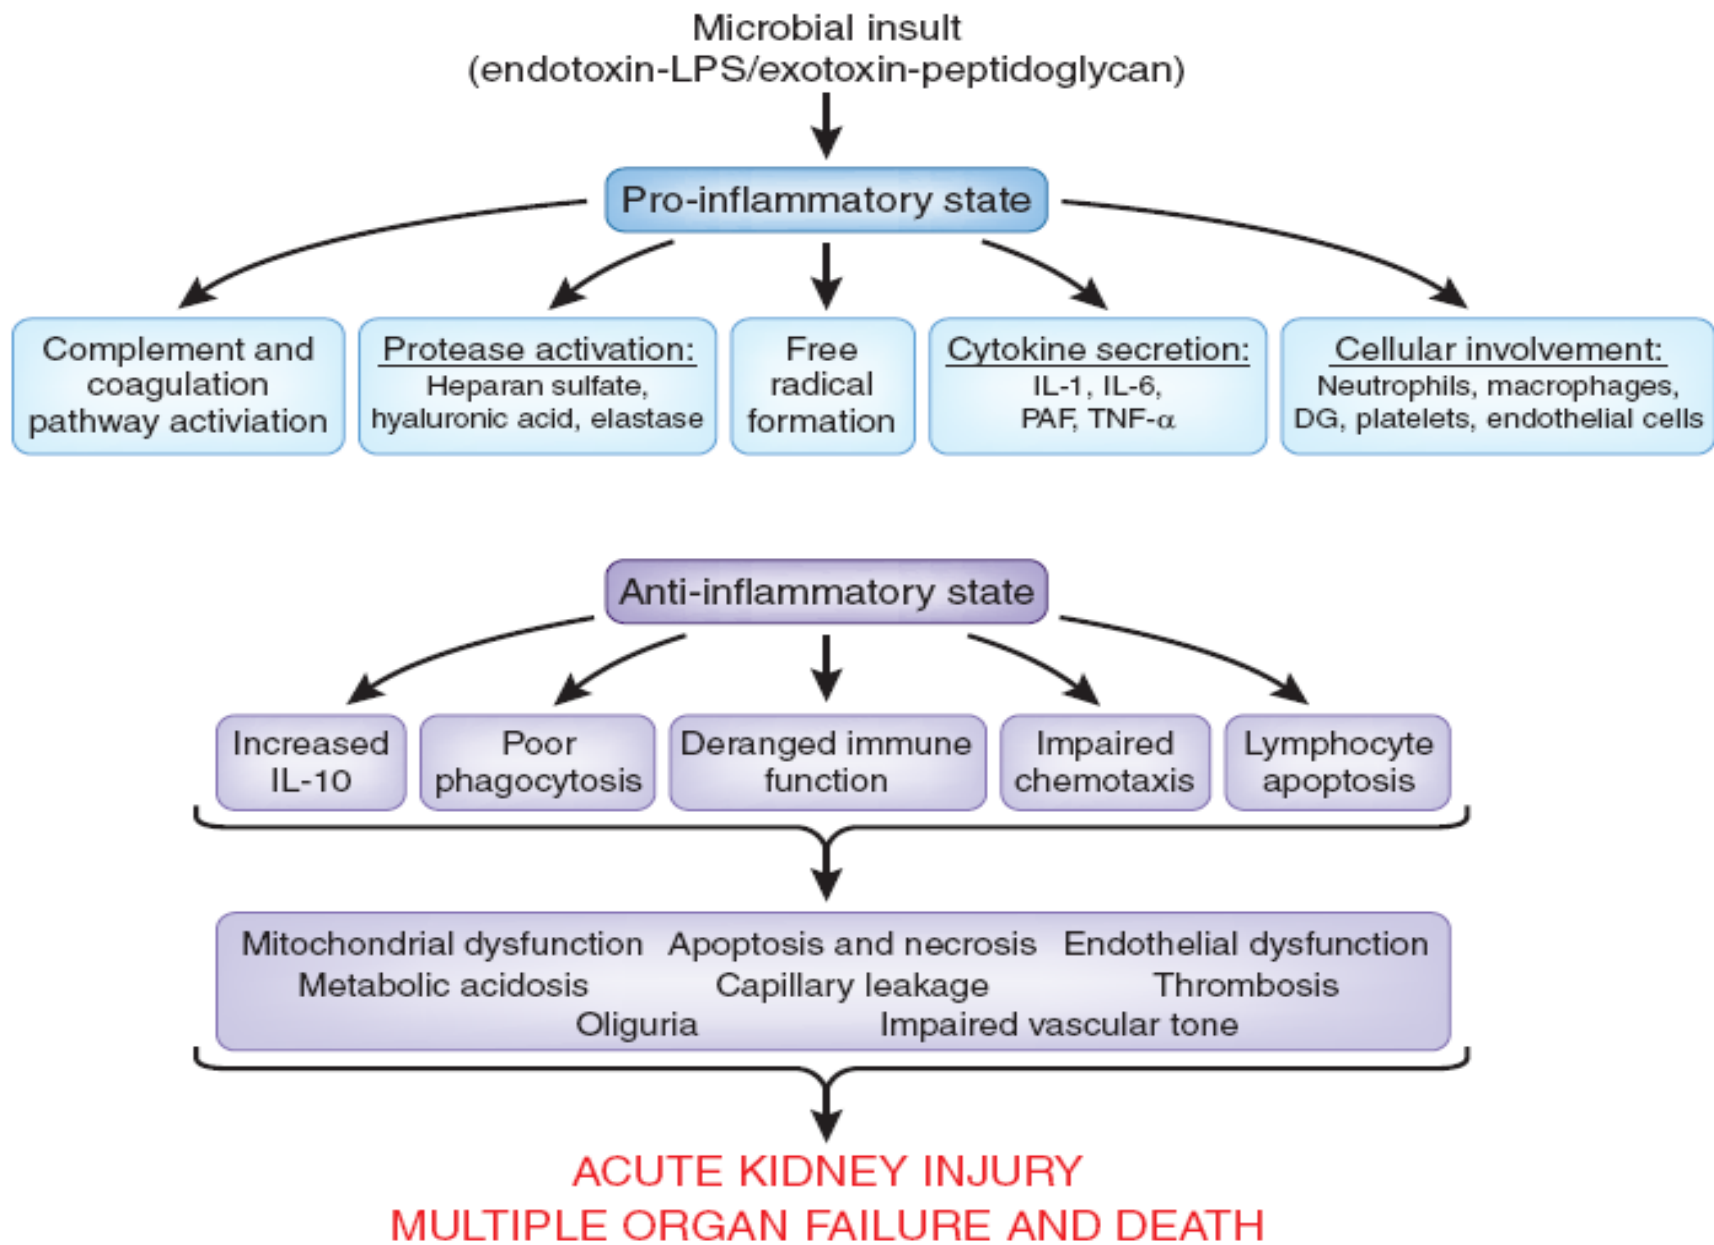 Microbial insult
(endotoxin-LPS/exotoxin-peptidoglycan)
Pro-inflammatory state
Complement and
coagulation
pathway activiation
Protease activation:
Heparan sulfate,
hyaluronic acid, elastase
Free
radical
formation
Cytokine secretion:
IL-1, IL-6,
PAF, TNF-α
Cellular involvement:
Neutrophils, macrophages,
DG, platelets, endothelial cells
Anti-inflammatory state
Increased
IL-10
Poor
phagocytosis
Deranged immune
function
Impaired
chemotaxis
Lymphocyte
apoptosis
Mitochondrial dysfunction Apoptosis and necrosis Endothelial dysfunction
Metabolic acidosis Capillary leakage Thrombosis
Oliguria Impaired vascular tone
ACUTE KIDNEY INJURY
MULTIPLE ORGAN FAILURE AND DEATH